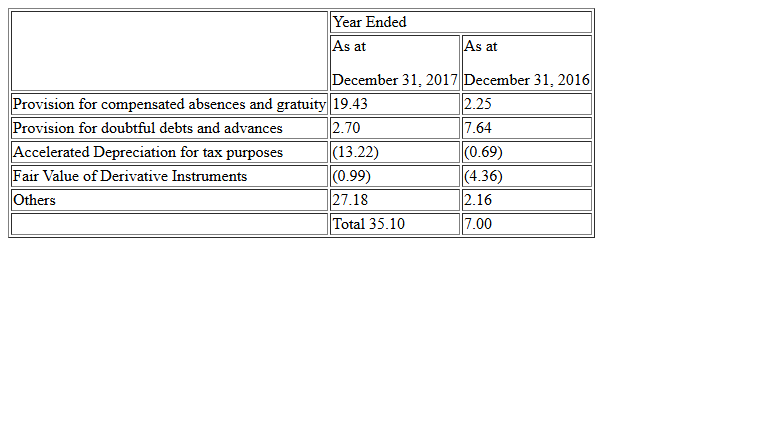 Year Ended
As at As at
December 31, 2017 December 31, 2016
Provision for compensated absences and gratuity 19.43 2.25
Provision for doubtful debts and advances 2.70 7.64
Accelerated Depreciation for tax purposes (13.22) (0.69)
Fair Value of Derivative Instruments (0.99) (4.36)
Others 27.18 2.16
Total 35.10 7.00